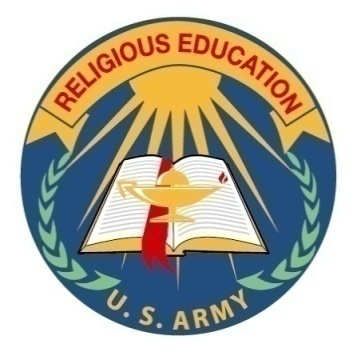 RELIGIOUS EDUCATION
U. S. ARMY